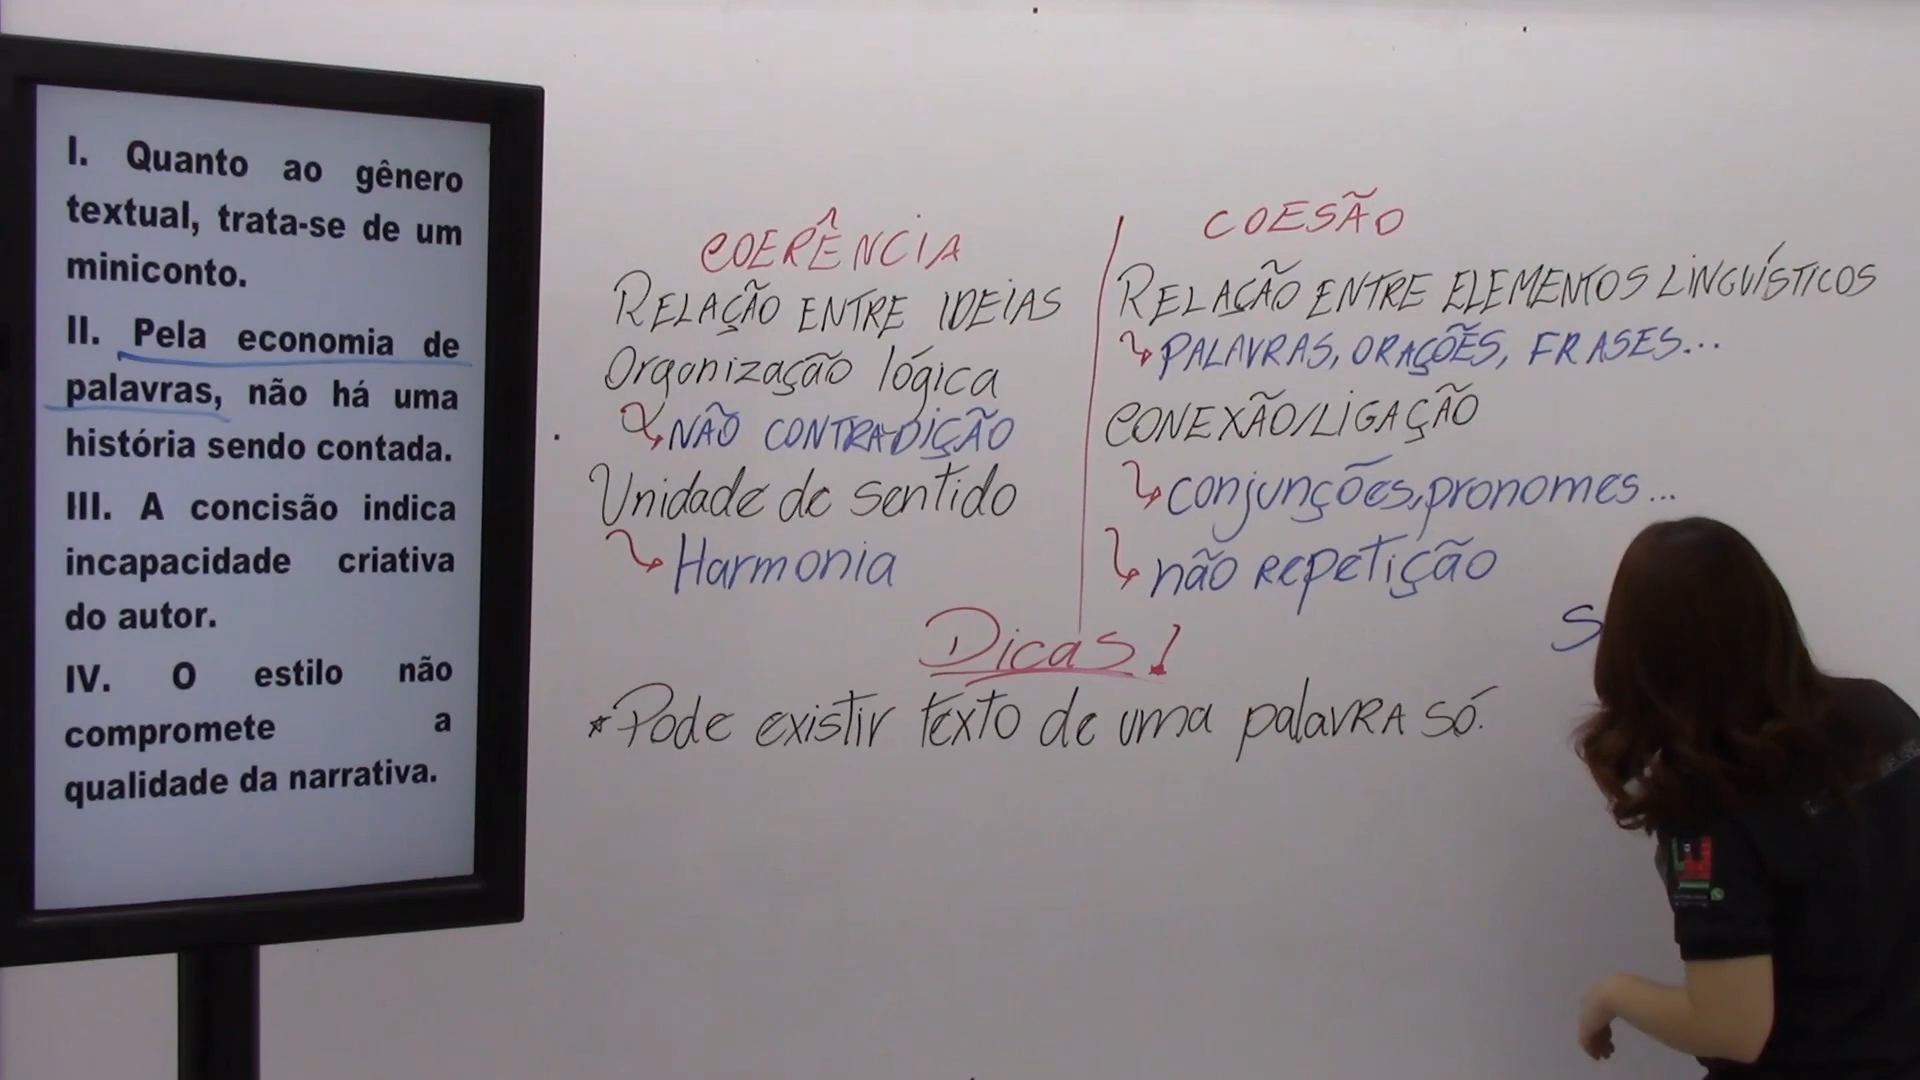 I. Quanto ao gênero
textual, trata-se de um
miniconto.
II. Pela economia de
palavras, não há uma
história sendo contada.
III. A concisão indica
incapacidade criativa
do autor.
IV. O estilo não
compromete a
qualidade da narrativa.
COERÊNCIA
RELAÇÃO ENTRE IDEIAS
Organização lógica
NÃO CONTRADIÇÃO
Unidade de sentido
Harmonia
COESÃO
RELAÇÃO ENTRE ELEMENTOS LINGUÍSTICOS
PALAVRAS, ORAÇÕES, FRASES...
CONEXÃO/LIGAÇÃO
conjunções, pronomes...
não REPETIÇÃO
S
Dicas!
*Pode existir texto de uma palavRA só.